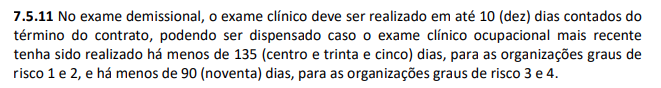 7.5.11 No exame demissional, o exame clínico deve ser realizado em até 10 (dez) dias contados do
término do contrato, podendo ser dispensado caso o exame clínico ocupacional mais recente
tenha sido realizado há menos de 135 (centro e trinta e cinco) dias, para as organizações graus de
risco 1 e 2, e há menos de 90 (noventa) dias, para as organizações graus de risco 3 e 4.